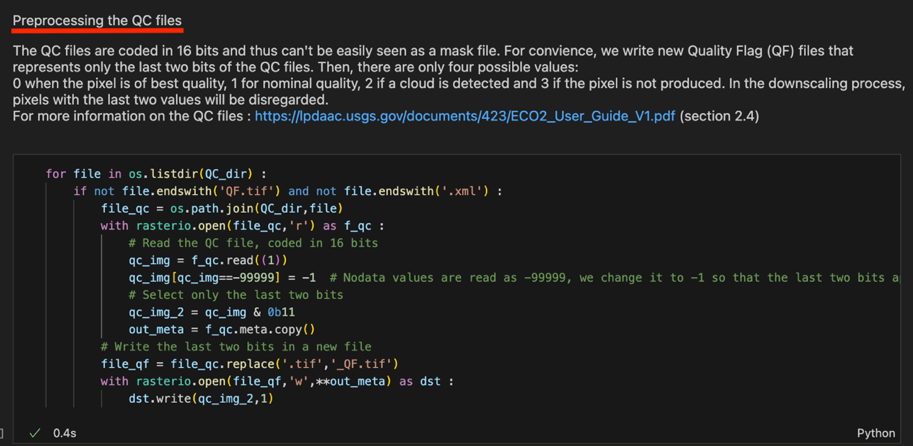 Preprocessing the QC files
The QC files are coded in 16 bits and thus can't be easily seen as a mask file. For convience, we write new Quality Flag (QF) files that
represents only the last two bits of the QC files. Then, there are only four possible values:
0 when the pixel is of best quality, 1 for nominal quality, 2 if a cloud is detected and 3 if the pixel is not produced. In the downscaling process,
pixels with the last two values will be disregarded.
For more information on the QC files : https://lpdaac.usgs.gov/documents/423/ECO2_User_Guide_V1.pdf (section 2.4)
for file in os.listdir(QC_dir) :
    if not file.endswith('QF.tif') and not file.endswith('.xml') :
        file_qc = os.path.join(QC_dir,file)
        with rasterio.open(file_qc,'r') as f_qc :
            # Read the QC file, coded in 16 bits
            qc_img = f_qc.read((1))
            qc_img[qc_img==-99999] = -1  # Nodata values are read as -99999, we change it to -1 so that the last two bits
            # Select only the last two bits
            qc_img_2 = qc_img & 0b11
            out_meta = f_qc.meta.copy()
        # Write the last two bits in a new file
        file_qf = file_qc.replace('.tif','_QF.tif')
        with rasterio.open(file_qf,'w',**out_meta) as dst :
            dst.write(qc_img_2,1)
0.4s
Python